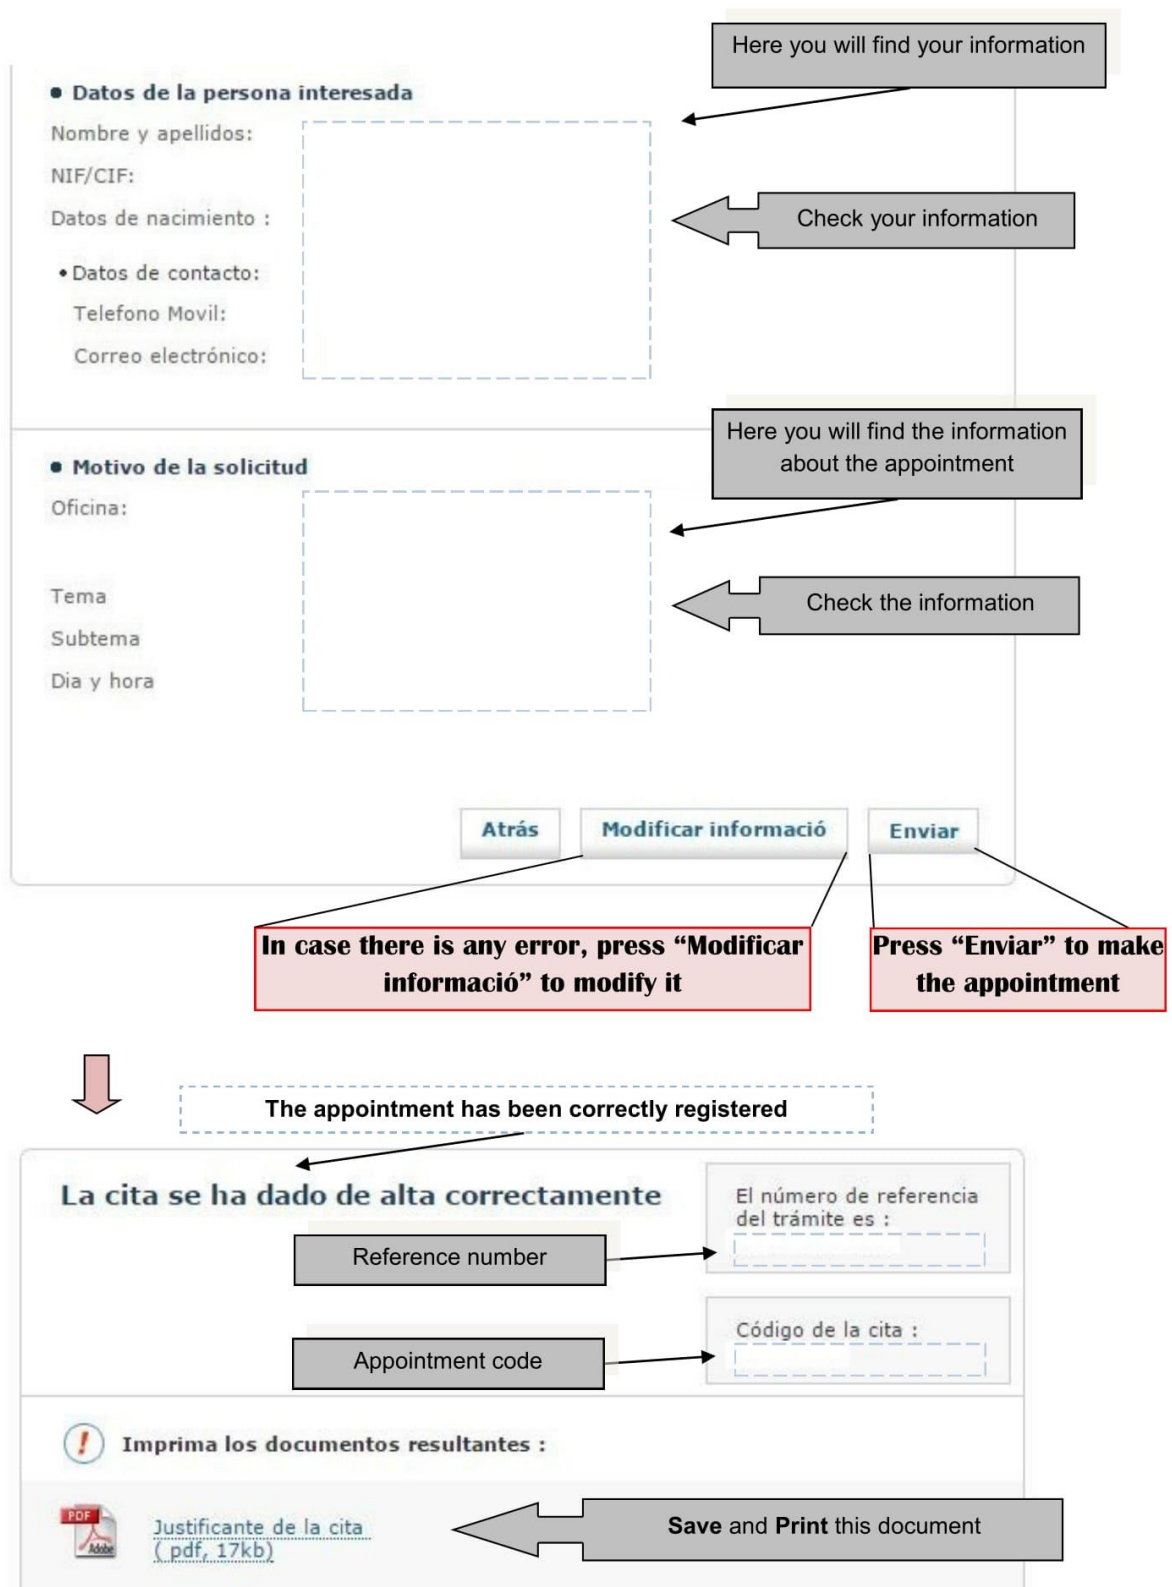 Here you will find your information
Datos de la persona interesada
Nombre y apellidos:
NIF/CIF:
Datos de nacimiento :
Check your information
Datos de contacto:
Telefono Movil:
Correo electrónico:
Here you will find the information
about the appointment
Motivo de la solicitud
Oficina:
Tema
Check the information
Subtema
Dia y hora
Atrás
Modificar informació
Enviar
In case there is any error, press “Modificar
informació” to modify it
Press “Enviar” to make
the appointment
The appointment has been correctly registered
La cita se ha dado de alta correctamente
El número de referencia
del trámite es :
Reference number
Código de la cita :
Appointment code
! Imprima los documentos resultantes :
PDF
Adobe
Justificante de la cita
( pdf, 17kb)
Save and Print this document